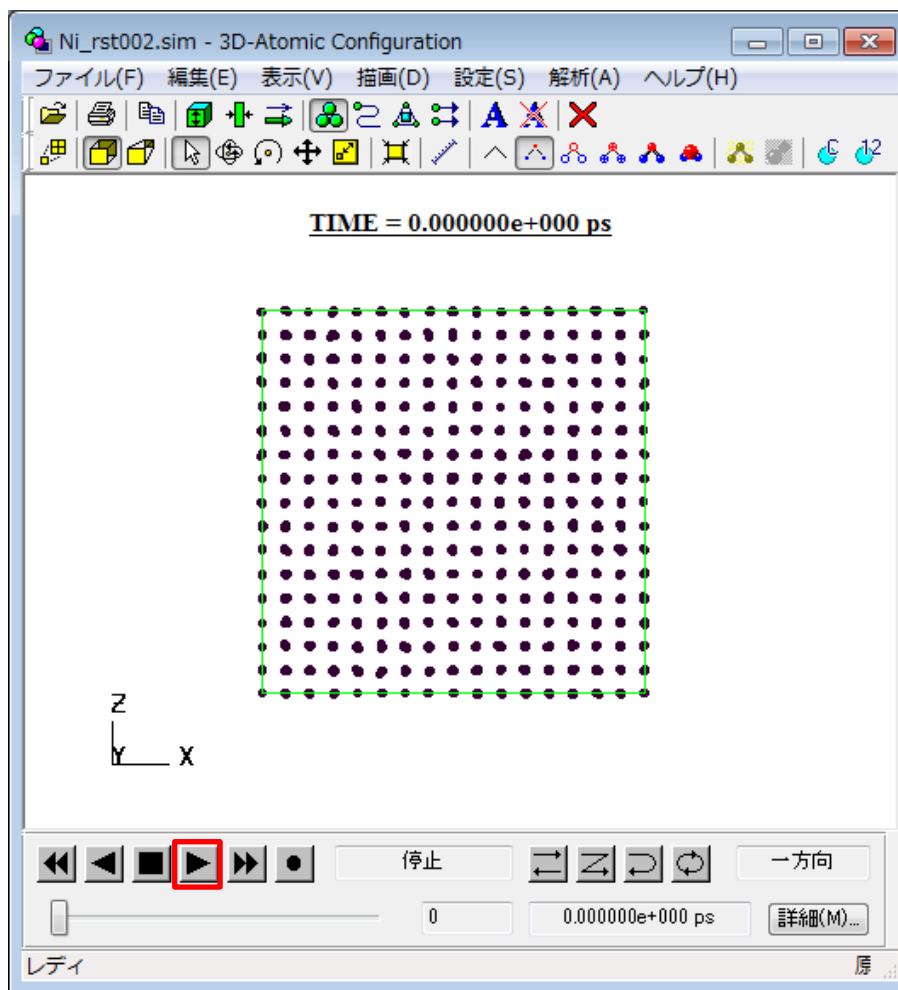 Ni_rst002.sim - 3D-Atomic Configuration
ファイル(F) 編集(E) 表示(V) 描画(D) 設定(S) 解析(A) ヘルプ(H)
A A
C 12
TIME = 0.000000e+000 ps
Z
Y X
停止 一方向
0 0.000000e+000 ps 詳細(M)...
レディ 原